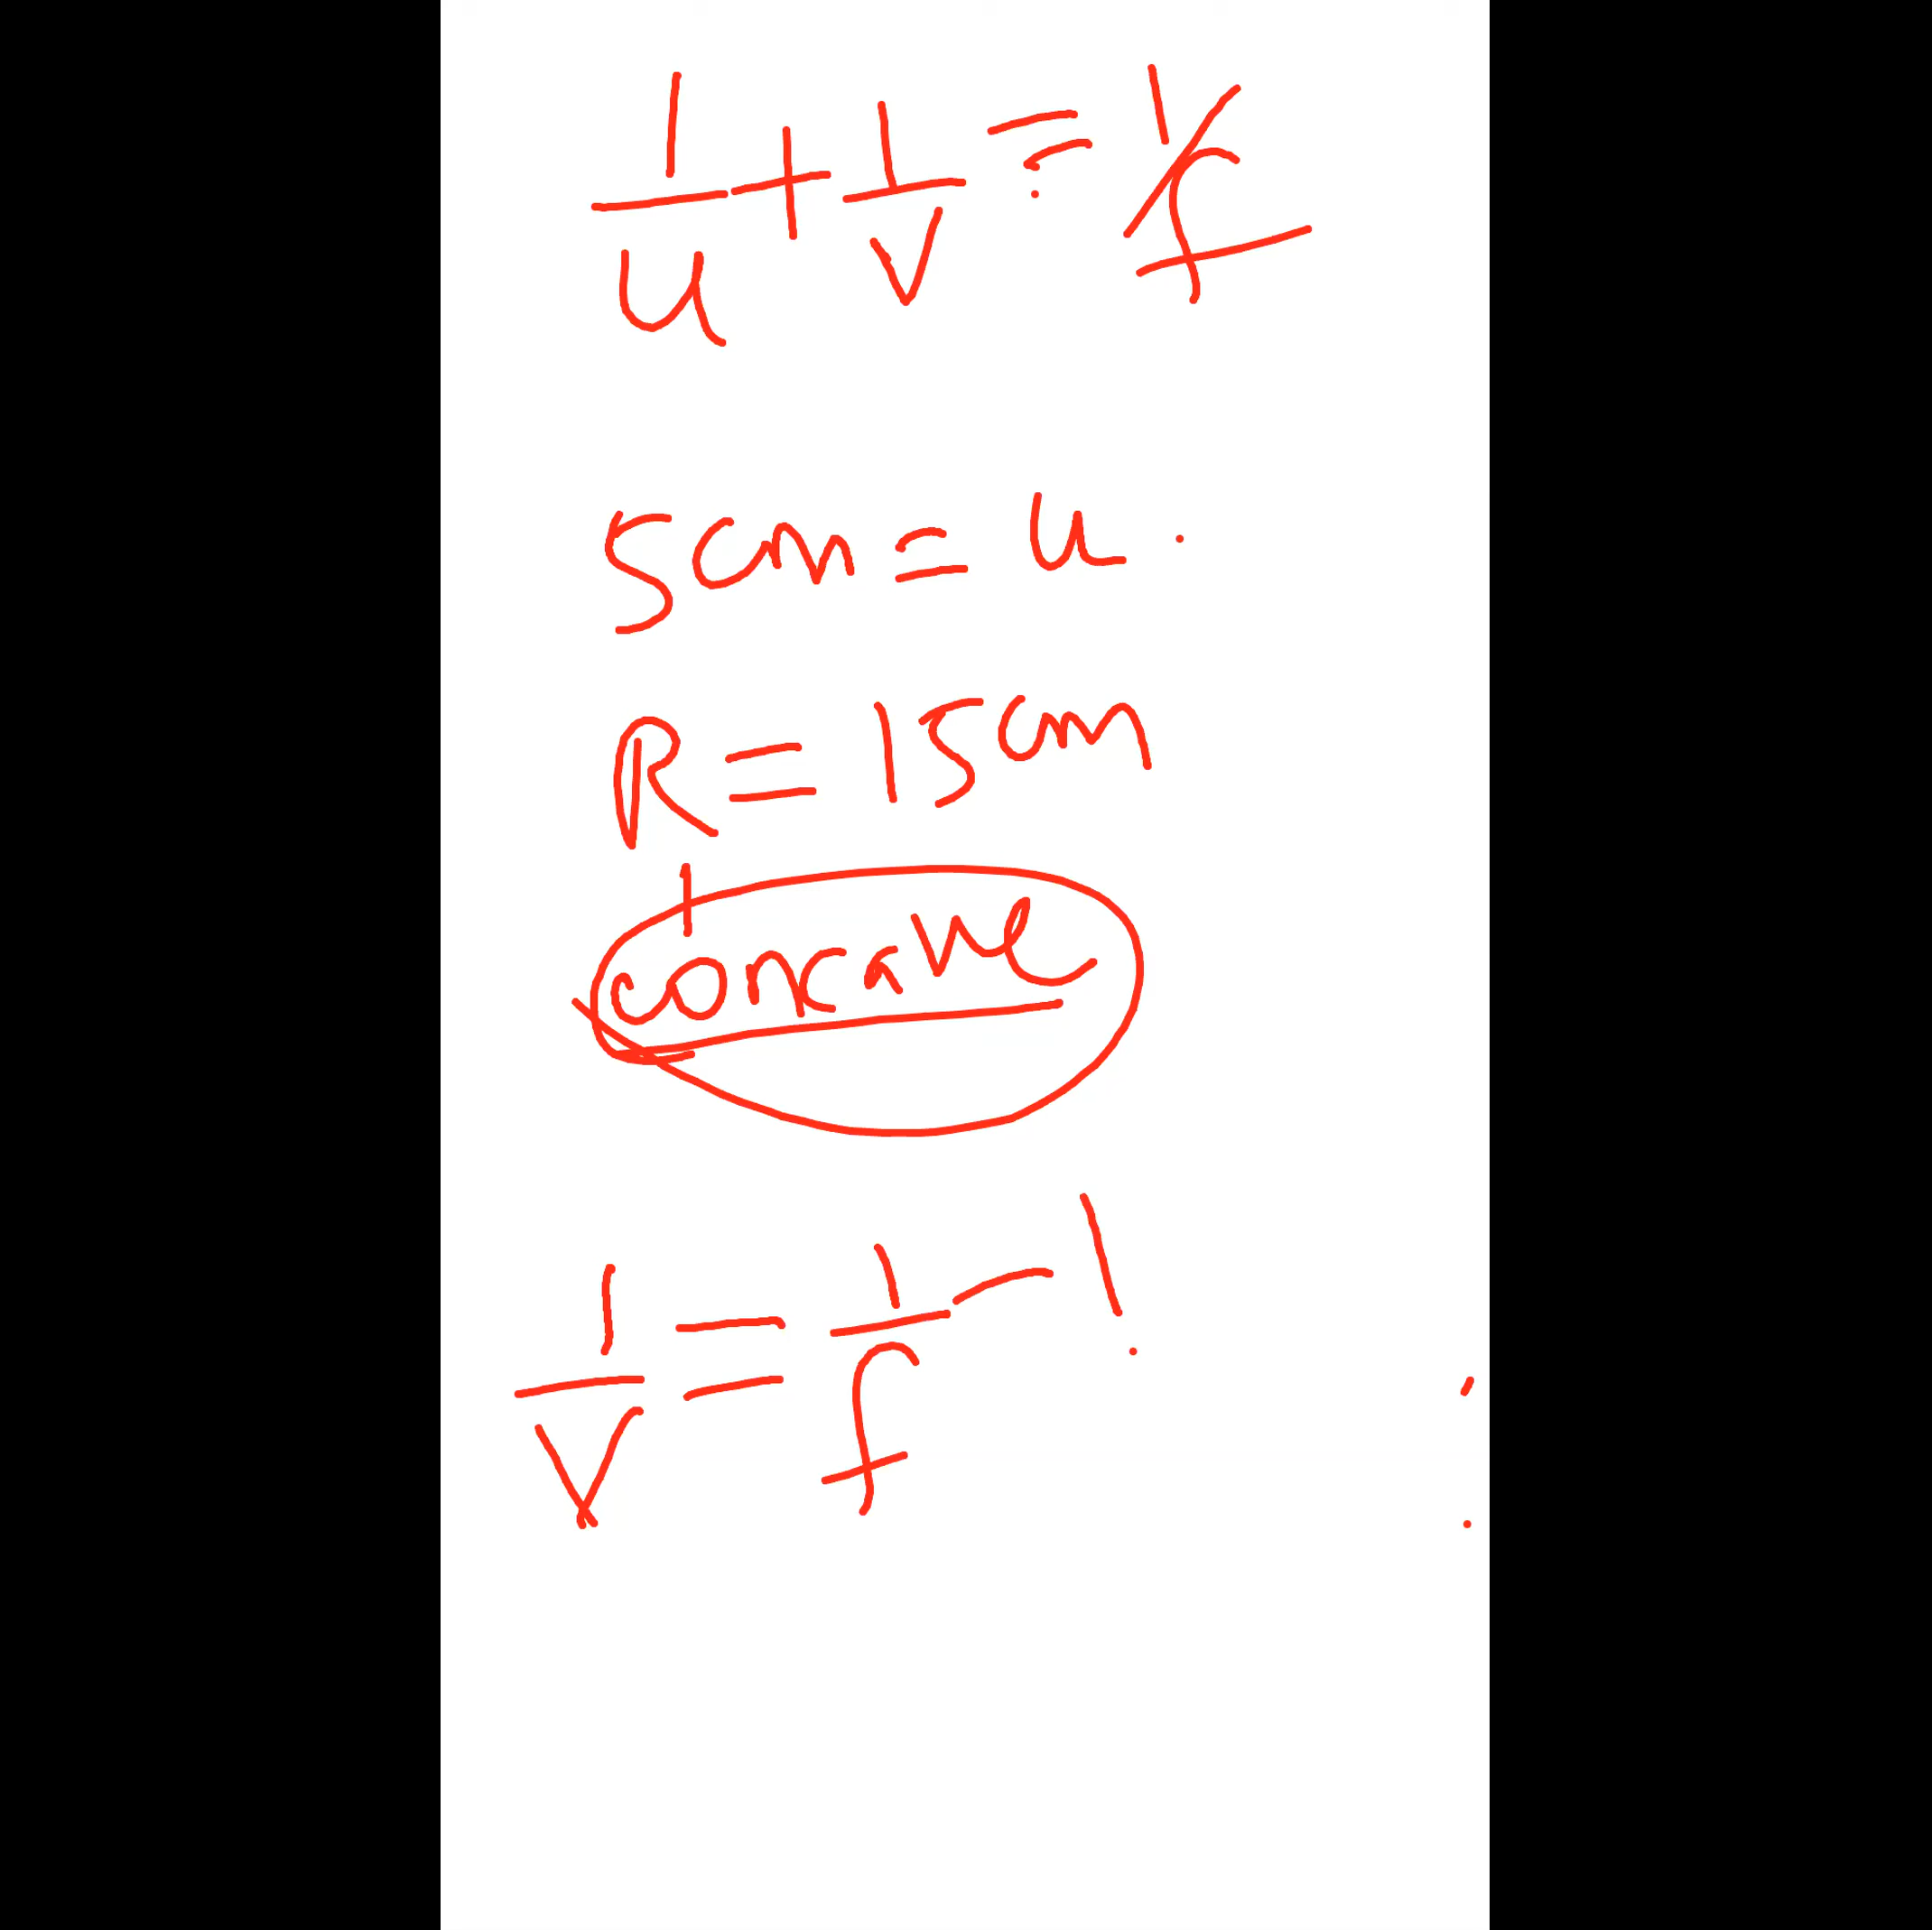 1/u + 1/v = 1/f
5cm = u .
R = 15cm
concave
1/v = 1/f - 1